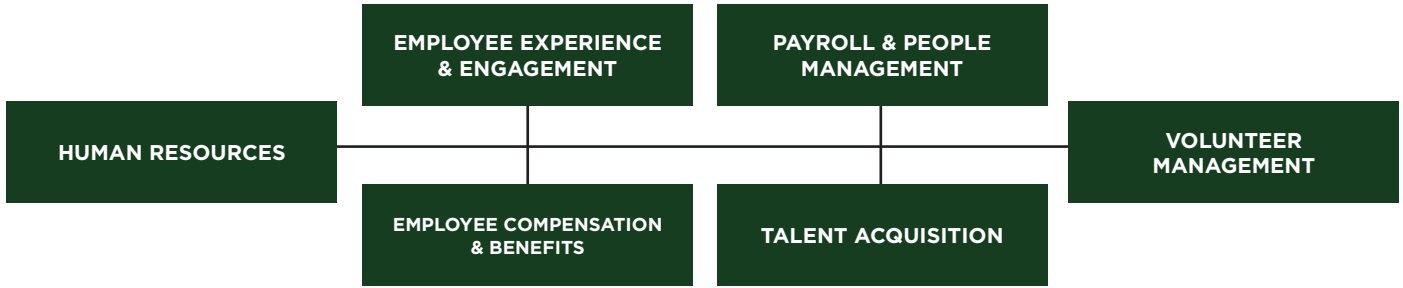 HUMAN RESOURCES
EMPLOYEE EXPERIENCE
& ENGAGEMENT
EMPLOYEE COMPENSATION
& BENEFITS
PAYROLL & PEOPLE
MANAGEMENT
TALENT ACQUISITION
VOLUNTEER
MANAGEMENT